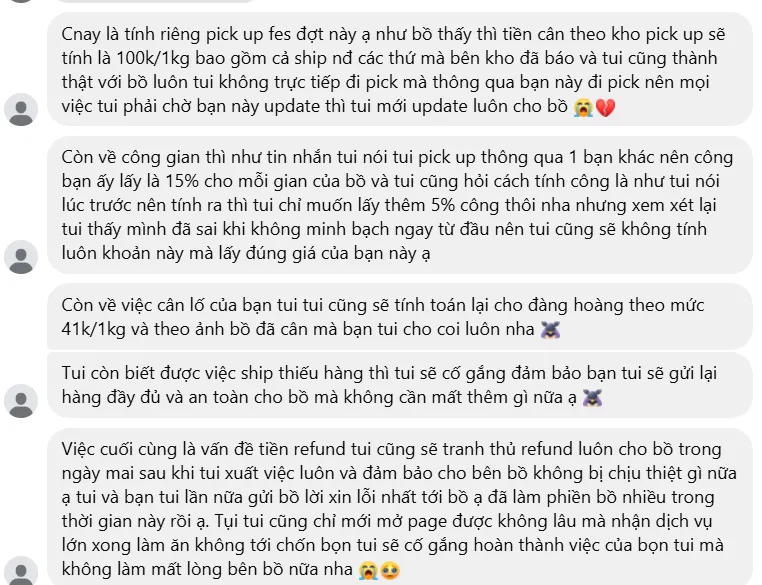 Cnay là tính riêng pick up fes đợt này ạ như bồ thấy thì tiền cân theo kho pick up sẽ
tính là 100k/1kg bao gồm cả ship nđ các thứ mà bên kho đã báo và tui cũng thành
thật với bồ luôn tui không trực tiếp đi pick mà thông qua bạn này đi pick nên mọi
việc tui phải chờ bạn này update thì tui mới update luôn cho bồ 😭💔
Còn về công gian thì như tin nhắn tui nói tui pick up thông qua 1 bạn khác nên công
bạn ấy lấy là 15% cho mỗi gian của bồ và tui cũng hỏi cách tính công là như tui nói
lúc trước nên tính ra thì tui chỉ muốn lấy thêm 5% công thôi nha nhưng xem xét lại
tui thấy mình đã sai khi không minh bạch ngay từ đầu nên tui cũng sẽ không tính
luôn khoản này mà lấy đúng giá của bạn này ạ
Còn về việc cân lố của bạn tui tui cũng sẽ tính toán lại cho đàng hoàng theo mức
41k/1kg và theo ảnh bồ đã cân mà bạn tui cho coi luôn nha
Tui còn biết được việc ship thiếu hàng thì tui sẽ cố gắng đảm bảo bạn tui sẽ gửi lại
hàng đầy đủ và an toàn cho bồ mà không cần mất thêm gì nữa ạ
Việc cuối cùng là vấn đề tiền refund tui cũng sẽ tranh thủ refund luôn cho bồ trong
ngày mai sau khi tui xuất việc luôn và đảm bảo cho bên bồ không bị chịu thiệt gì nữa
ạ tui và bạn tui lần nữa gửi bồ lời xin lỗi nhất tới bồ ạ đã làm phiền bồ nhiều trong
thời gian này rồi ạ. Tụi tui cũng chỉ mới mở page được không lâu mà nhận dịch vụ
lớn xong làm ăn không tới chốn bọn tui sẽ cố gắng hoàn thành việc của bọn tui mà
không làm mất lòng bên bồ nữa nha 😭🥹